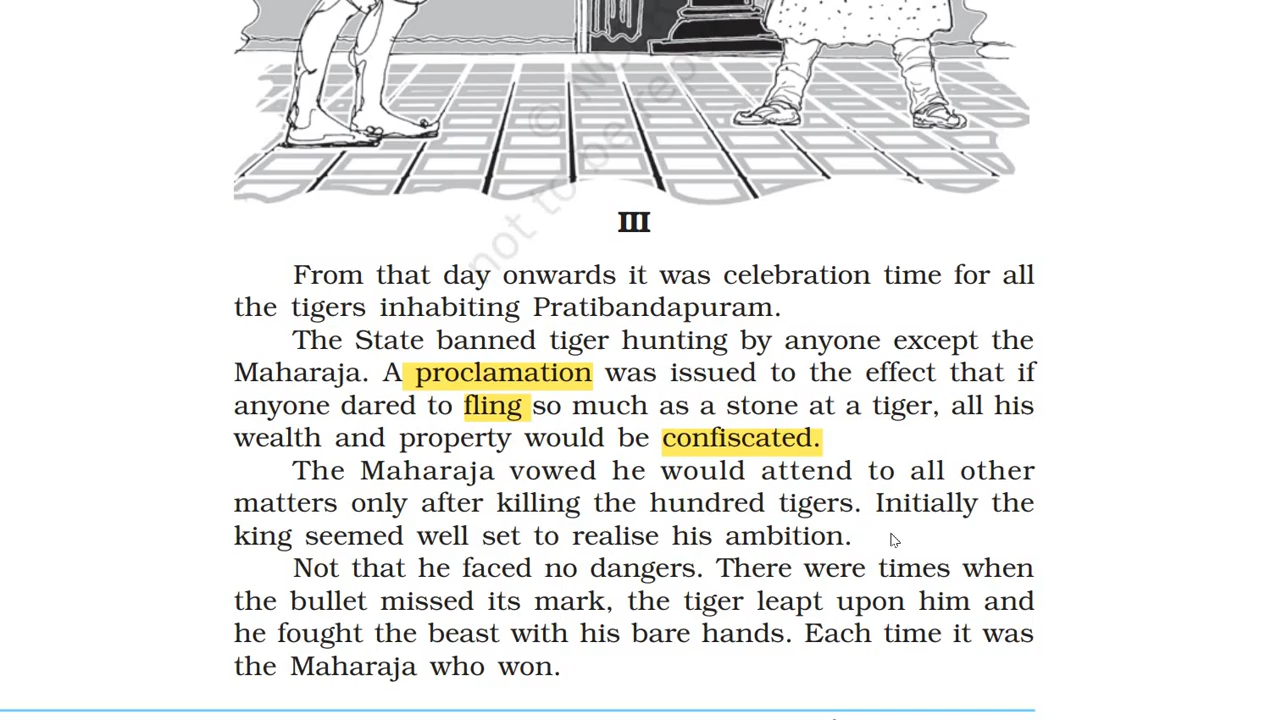 III
From that day onwards it was celebration time for all
the tigers inhabiting Pratibandapuram.
The State banned tiger hunting by anyone except the
Maharaja. A proclamation was issued to the effect that if
anyone dared to fling so much as a stone at a tiger, all his
wealth and property would be confiscated.
The Maharaja vowed he would attend to all other
matters only after killing the hundred tigers. Initially the
king seemed well set to realise his ambition.
Not that he faced no dangers. There were times when
the bullet missed its mark, the tiger leapt upon him and
he fought the beast with his bare hands. Each time it was
the Maharaja who won.
not to be